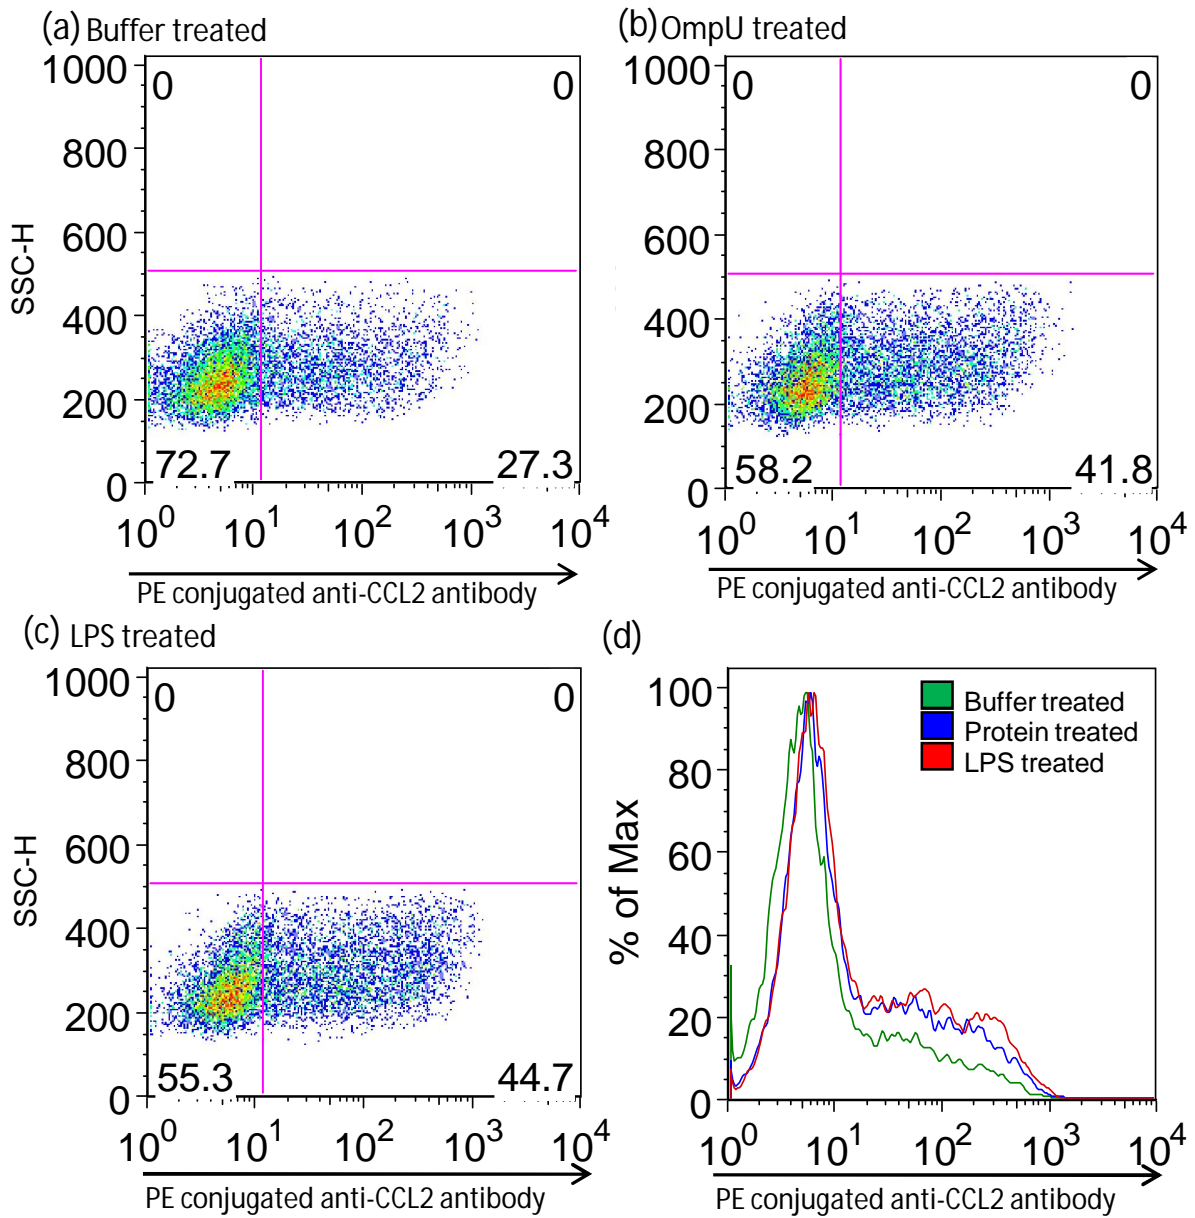 (a) Buffer treated
1000
0 0
800
600
400
200
72.7 27.3
0
SSC-H
10^0 10^1 10^2 10^3 10^4
PE conjugated anti-CCL2 antibody
(b) OmpU treated
1000
0 0
800
600
400
200
58.2 41.8
0
10^0 10^1 10^2 10^3 10^4
PE conjugated anti-CCL2 antibody
(c) LPS treated
1000
0 0
800
600
400
200
55.3 44.7
0
SSC-H
10^0 10^1 10^2 10^3 10^4
PE conjugated anti-CCL2 antibody
(d)
100
80
60
40
20
0
% of Max
Buffer treated
Protein treated
LPS treated
10^0 10^1 10^2 10^3 10^4
PE conjugated anti-CCL2 antibody